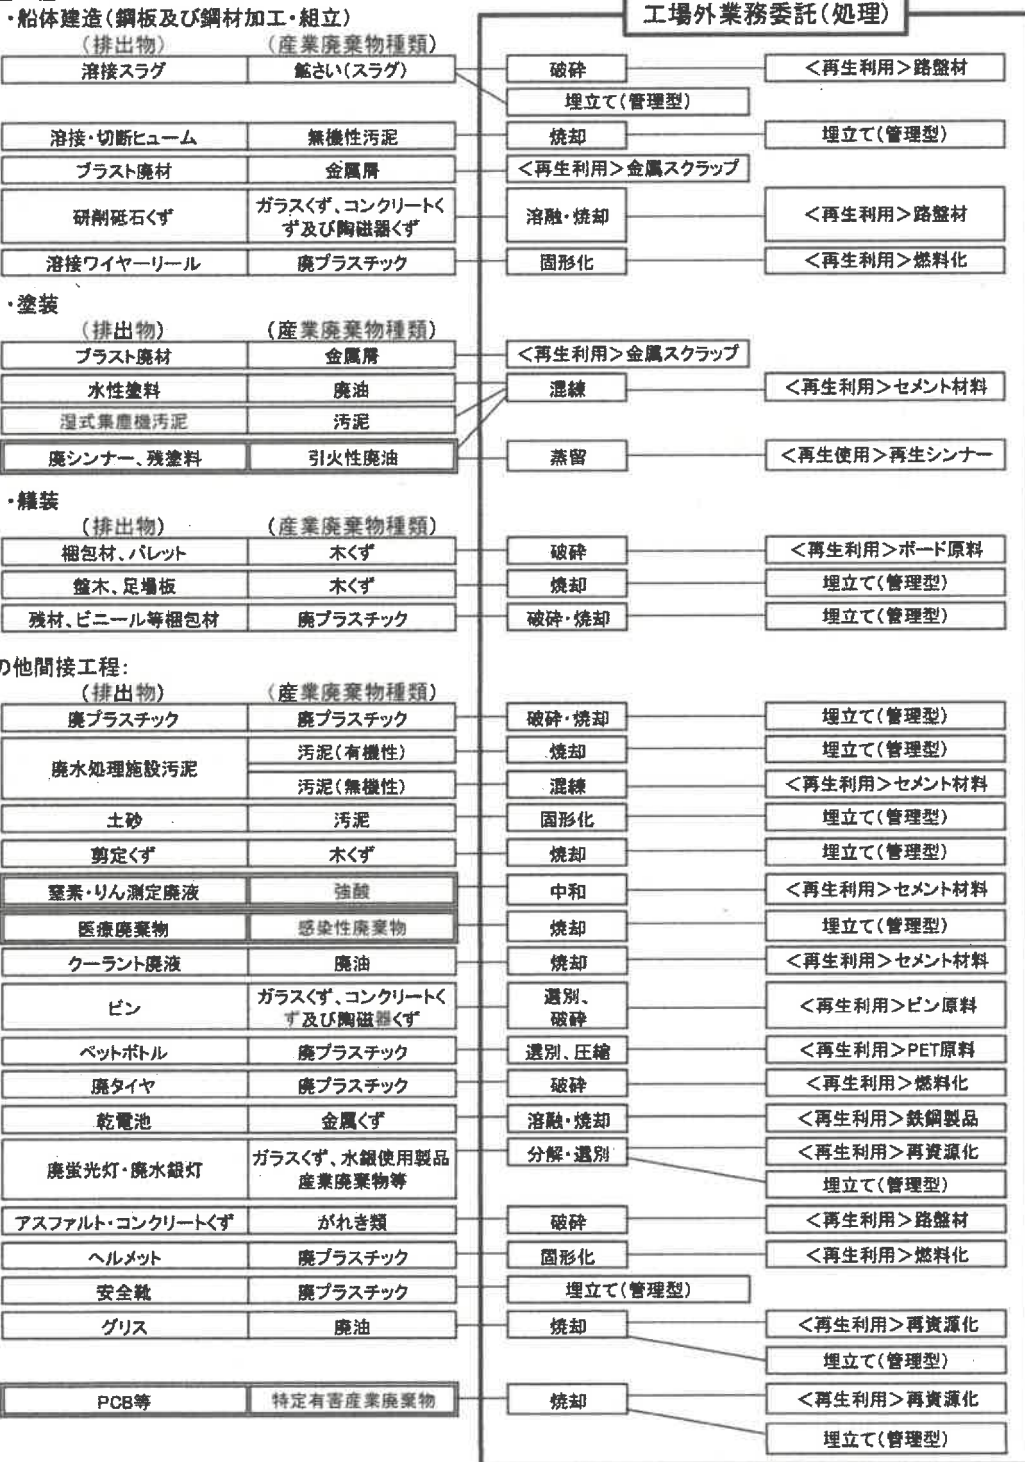 工場外業務委託(処理)
・船体建造(鋼板及び鋼材加工・組立)
(排出物) (産業廃棄物種類)
溶接スラグ 鉱さい(スラグ) 破砕 <再生利用>路盤材
埋立て(管理型)
溶接・切断ヒューム 無機性汚泥 焼却 埋立て(管理型)
ブラスト廃材 金属屑 <再生利用>金属スクラップ
研削砥石くず ガラスくず、コンクリートく 溶融・焼却 <再生利用>路盤材
ず及び陶磁器くず
溶接ワイヤーリール 廃プラスチック 固形化 <再生利用>燃料化
・塗装
(排出物) (産業廃棄物種類)
ブラスト廃材 金属屑 <再生利用>金属スクラップ
水性塗料 廃油 混練 <再生利用>セメント材料
湿式集塵機汚泥 汚泥
廃シンナー、残塗料 引火性廃油 蒸留 <再生使用>再生シンナー
・艤装
(排出物) (産業廃棄物種類)
梱包材、パレット 木くず 破砕 <再生利用>ボード原料
盤木、足場板 木くず 焼却 埋立て(管理型)
残材、ビニール等梱包材 廃プラスチック 破砕・焼却 埋立て(管理型)
の他間接工程:
(排出物) (産業廃棄物種類)
廃プラスチック 廃プラスチック 破砕・焼却 埋立て(管理型)
廃水処理施設汚泥 汚泥(有機性) 焼却 埋立て(管理型)
汚泥(無機性) 混練 <再生利用>セメント材料
土砂 汚泥 固形化 埋立て(管理型)
剪定くず 木くず 焼却 埋立て(管理型)
窒素・りん測定廃液 強酸 中和 <再生利用>セメント材料
医療廃棄物 感染性廃棄物 焼却 埋立て(管理型)
クーラント廃液 廃油 焼却 <再生利用>セメント材料
ビン ガラスくず、コンクリートく 選別、 <再生利用>ビン原料
ず及び陶磁器くず 破砕
ペットボトル 廃プラスチック 選別、圧縮 <再生利用>PET原料
廃タイヤ 廃プラスチック 破砕 <再生利用>燃料化
乾電池 金属くず 溶融・焼却 <再生利用>鉄鋼製品
廃蛍光灯・廃水銀灯 ガラスくず、水銀使用製品 分解・選別 <再生利用>再資源化
産業廃棄物等 埋立て(管理型)
アスファルト・コンクリートくず がれき類 破砕 <再生利用>路盤材
ヘルメット 廃プラスチック 固形化 <再生利用>燃料化
安全靴 廃プラスチック 埋立て(管理型)
グリス 廃油 焼却 <再生利用>再資源化
埋立て(管理型)
PCB等 特定有害産業廃棄物 焼却 <再生利用>再資源化
埋立て(管理型)